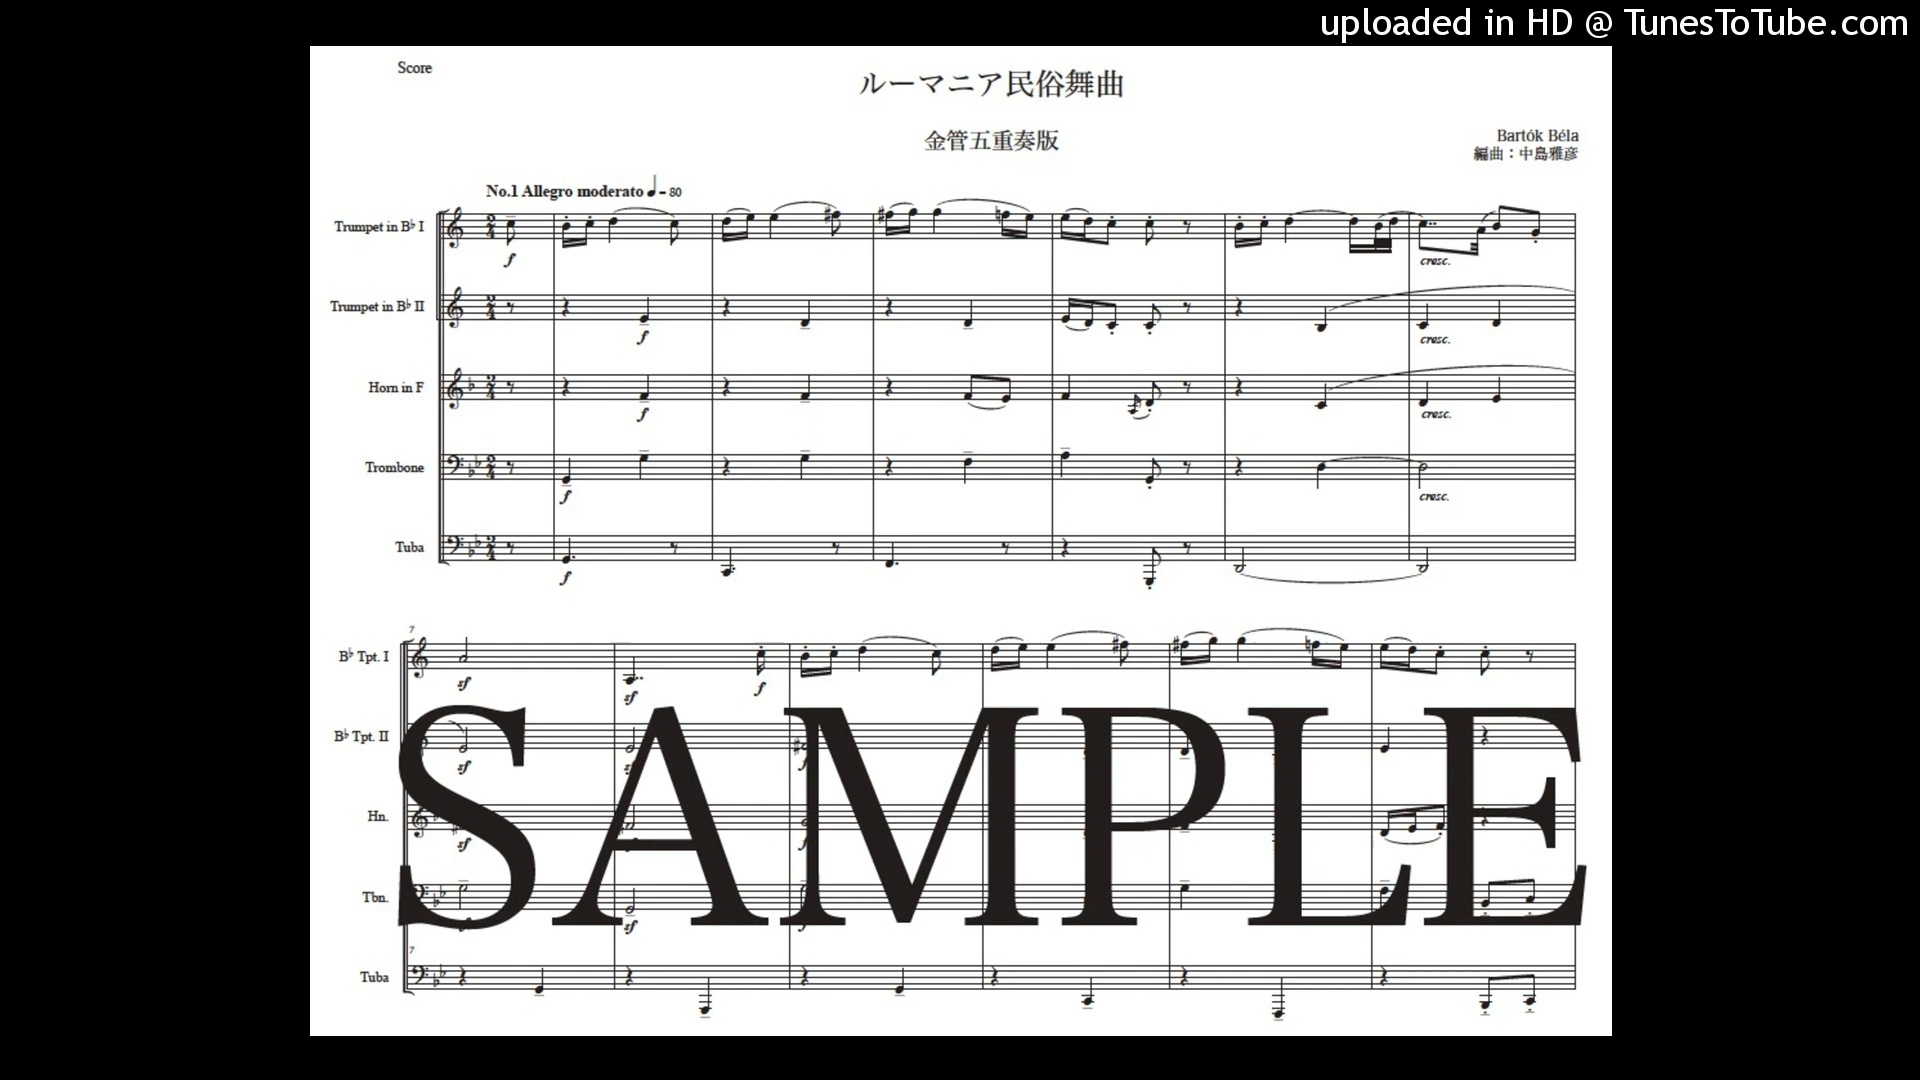 uploaded in HD @ TunesToTube.com
Score
ルーマニア民俗舞曲
金管五重奏版
Bartók Béla
編曲：中島雅彦
No.1 Allegro moderato ♩= 80
Trumpet in B♭ I
f
cresc.
Trumpet in B♭ II
f
cresc.
Horn in F
f
cresc.
Trombone
f
cresc.
Tuba
f
7
B♭ Tpt. I
sf
sf
f
B♭ Tpt. II
sf
Hn.
sf
Tbn.
sf
7
Tuba
SAMPLE